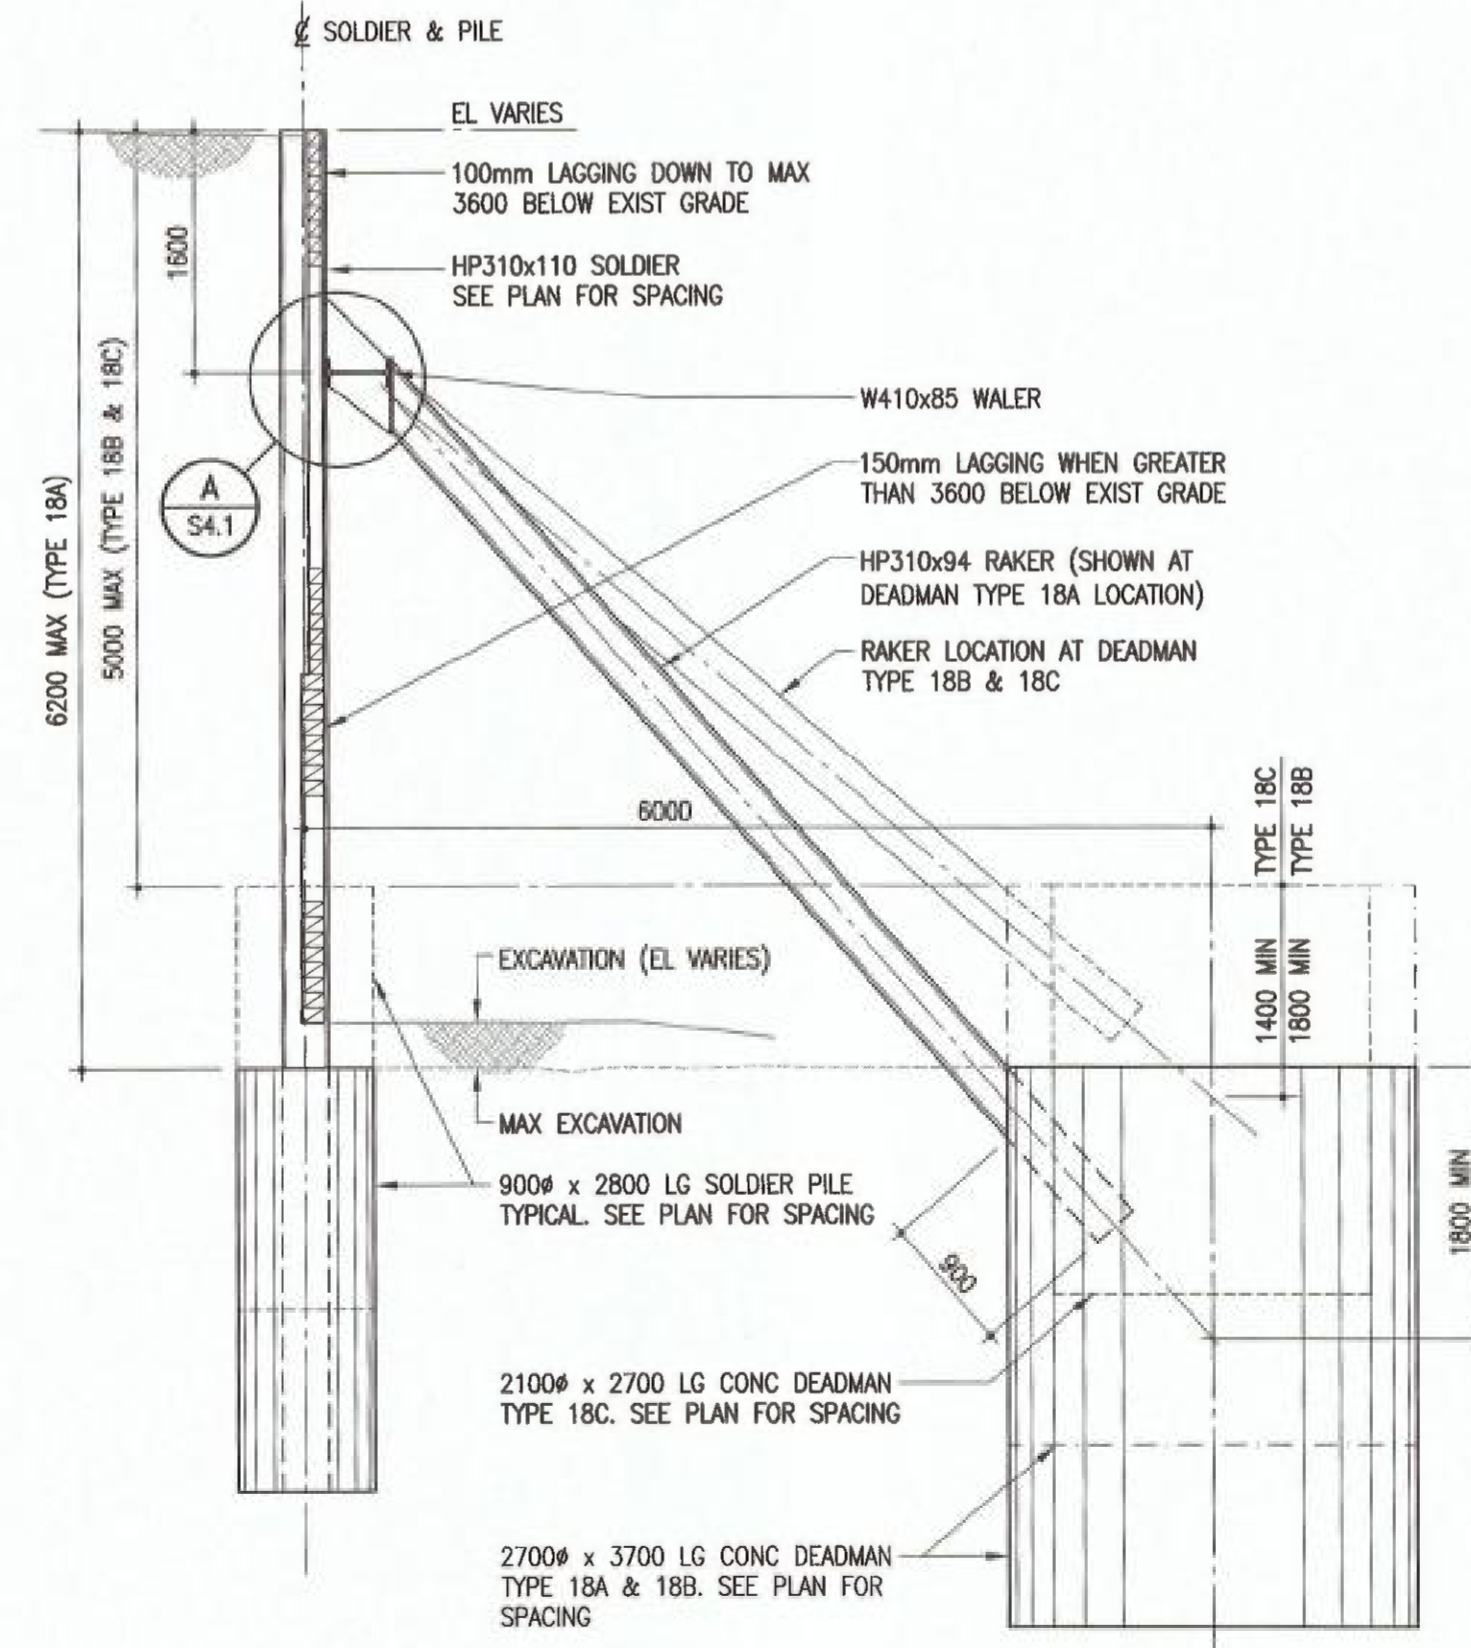 ℄ SOLDIER & PILE
EL VARIES
100mm LAGGING DOWN TO MAX
3600 BELOW EXIST GRADE
1600
HP310x110 SOLDIER
SEE PLAN FOR SPACING
W410x85 WALER
150mm LAGGING WHEN GREATER
THAN 3600 BELOW EXIST GRADE
A
S4.1
6200 MAX (TYPE 18A)
5000 MAX (TYPE 18B & 18C)
HP310x94 RAKER (SHOWN AT
DEADMAN TYPE 18A LOCATION)
RAKER LOCATION AT DEADMAN
TYPE 18B & 18C
6000
TYPE 18C
TYPE 18B
EXCAVATION (EL VARIES)
1400 MIN
1800 MIN
MAX EXCAVATION
900ø x 2800 LG SOLDIER PILE
TYPICAL. SEE PLAN FOR SPACING
1800 MIN
900
2100ø x 2700 LG CONC DEADMAN
TYPE 18C. SEE PLAN FOR SPACING
2700ø x 3700 LG CONC DEADMAN
TYPE 18A & 18B. SEE PLAN FOR
SPACING